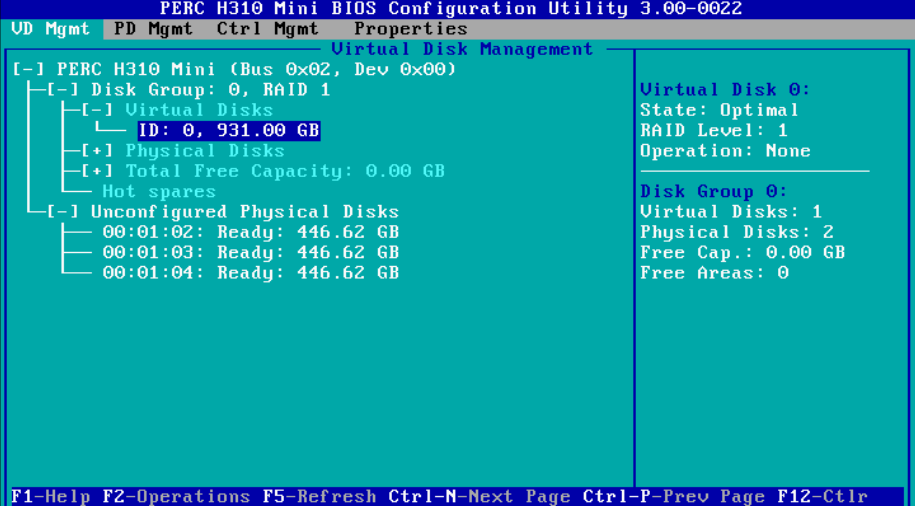 PERC H310 Mini BIOS Configuration Utility 3.00-0022
VD Mgmt PD Mgmt Ctrl Mgmt Properties
Virtual Disk Management
[-] PERC H310 Mini (Bus 0x02, Dev 0x00)
[-] Disk Group: 0, RAID 1
[-] Virtual Disks
ID: 0, 931.00 GB
[+] Physical Disks
[+] Total Free Capacity: 0.00 GB
Hot spares
[-] Unconfigured Physical Disks
00:01:02: Ready: 446.62 GB
00:01:03: Ready: 446.62 GB
00:01:04: Ready: 446.62 GB
Virtual Disk 0:
State: Optimal
RAID Level: 1
Operation: None
Disk Group 0:
Virtual Disks: 1
Physical Disks: 2
Free Cap.: 0.00 GB
Free Areas: 0
F1-Help F2-Operations F5-Refresh Ctrl-N-Next Page Ctrl-P-Prev Page F12-Ctlr